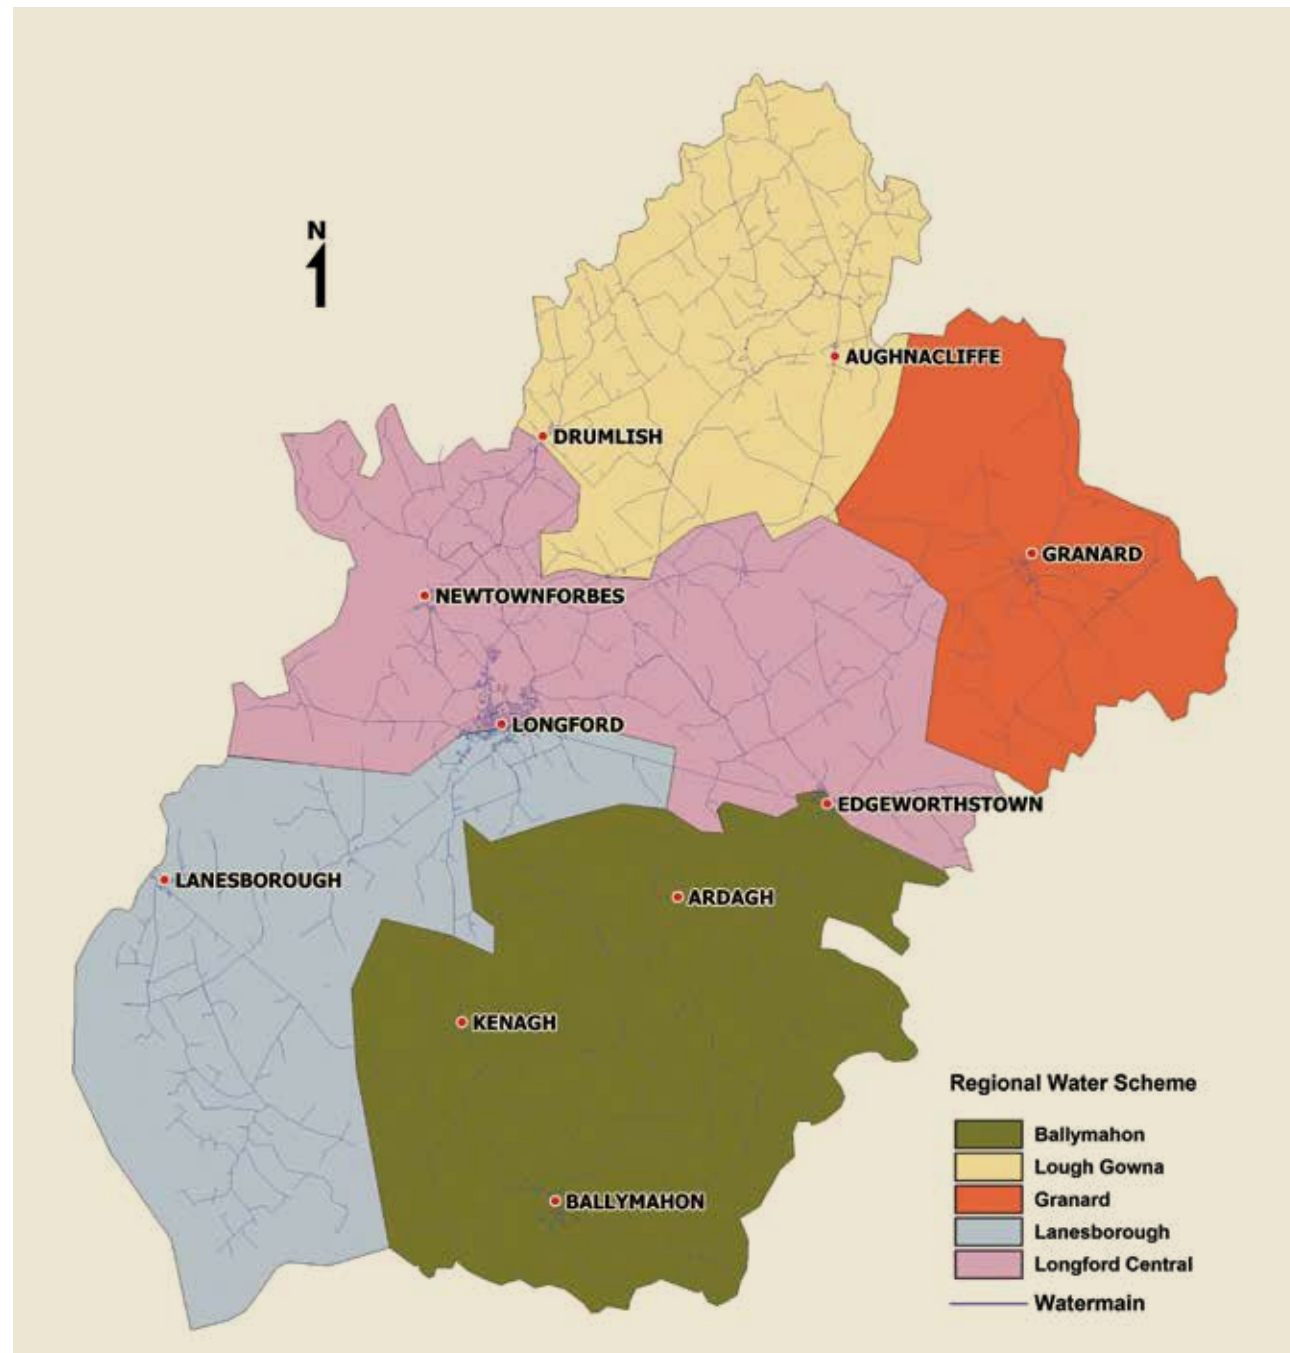 N
AUGHNACLIFFE
DRUMLISH
GRANARD
NEWTOWNFORBES
LONGFORD
EDGEWORTHSTOWN
LANESBOROUGH
ARDAGH
KENAGH
BALLYMAHON
Regional Water Scheme
Ballymahon
Lough Gowna
Granard
Lanesborough
Longford Central
Watermain